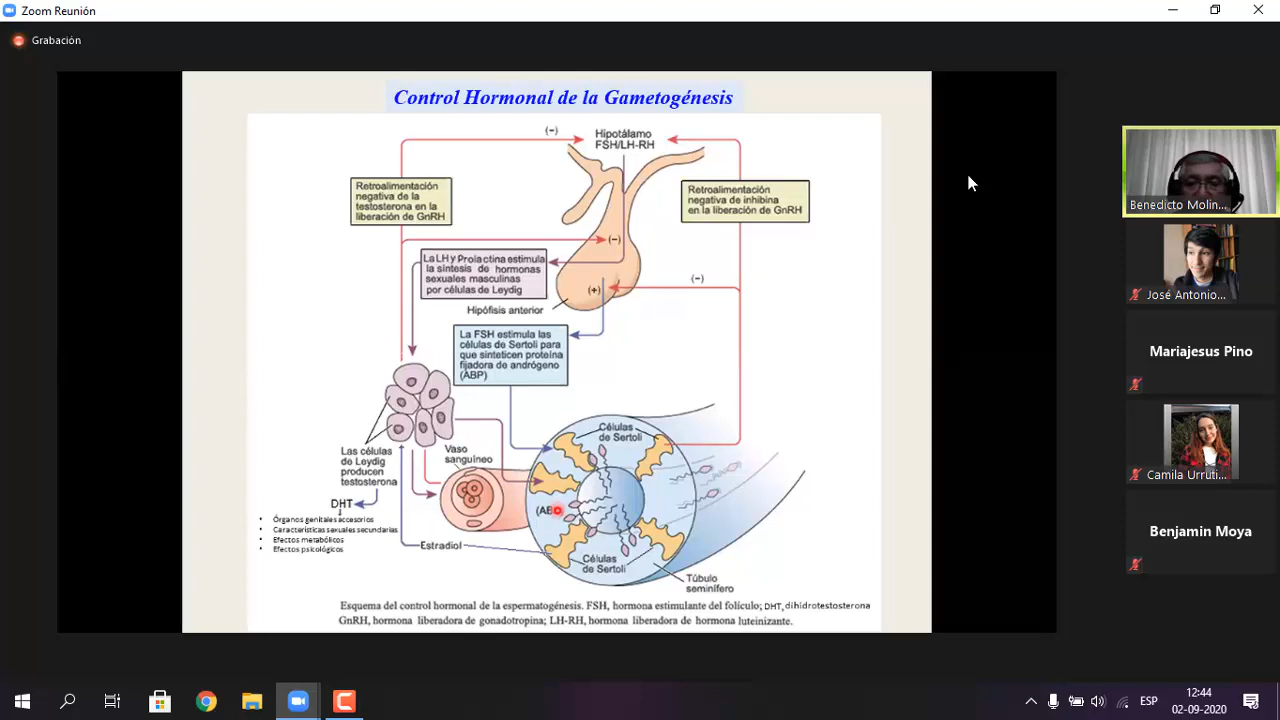 Zoom Reunión
Grabación
Control Hormonal de la Gametogénesis
(−)
Hipotálamo
FSH/LH-RH
Retroalimentación
negativa de la
testosterona en la
liberación de GnRH
Retroalimentación
negativa de inhibina
en la liberación de GnRH
(−)
La LH y Prolactina estimula
la síntesis de hormonas
sexuales masculinas
por células de Leydig
(−)
(+)
Hipófisis anterior
La FSH estimula las
células de Sertoli para
que sinteticen proteína
fijadora de andrógeno
(ABP)
Células
de Sertoli
Vaso
sanguíneo
Las células
de Leydig
producen
testosterona
DHT
• Órganos genitales accesorios
• Características sexuales secundarias
• Efectos metabólicos
• Efectos psicológicos
(AB
Estradiol
Células
de Sertoli
Túbulo
seminífero
Esquema del control hormonal de la espermatogénesis. FSH, hormona estimulante del folículo; DHT, dihidrotestosterona
GnRH, hormona liberadora de gonadotropina; LH-RH, hormona liberadora de hormona luteinizante.
Benedicto Molin...
José Antonio...
Mariajesus Pino
Camila Urruti...
Benjamin Moya
ESP
12:44
02-09-2020